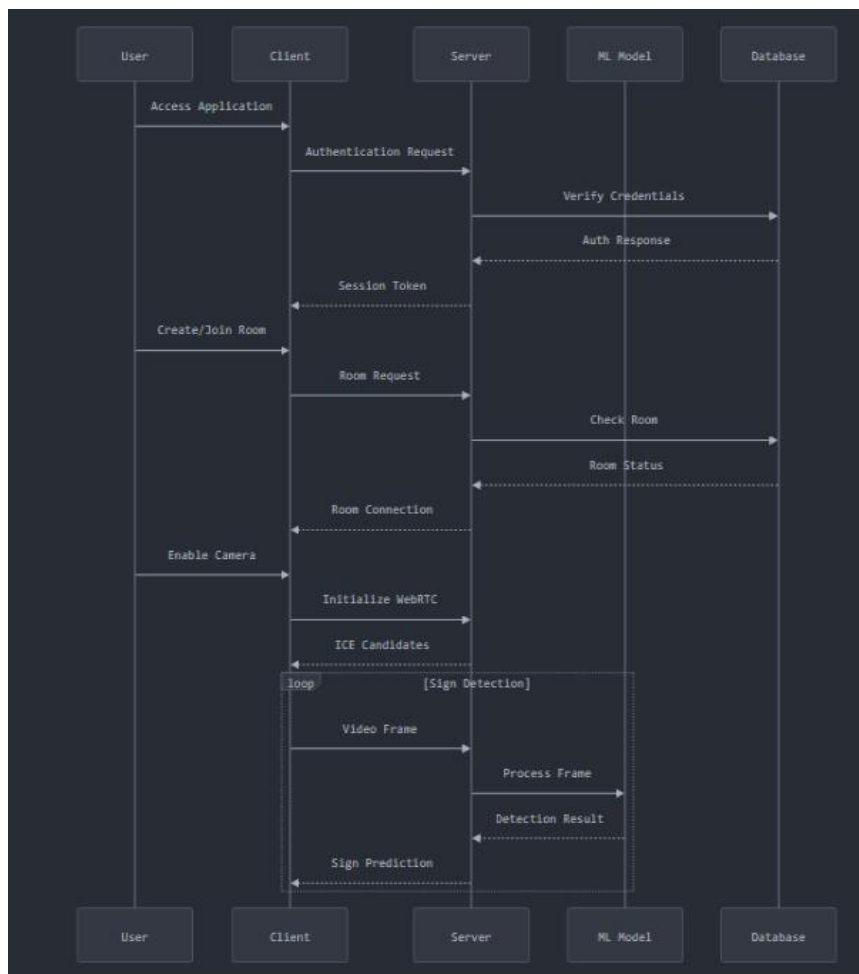 User Client Server ML Model Database
Access Application
Authentication Request
Verify Credentials
Auth Response
Session Token
Create/Join Room
Room Request
Check Room
Room Status
Room Connection
Enable Camera
Initialize WebRTC
ICE Candidates
loop [Sign Detection]
Video Frame
Process Frame
Detection Result
Sign Prediction
User Client Server ML Model Database